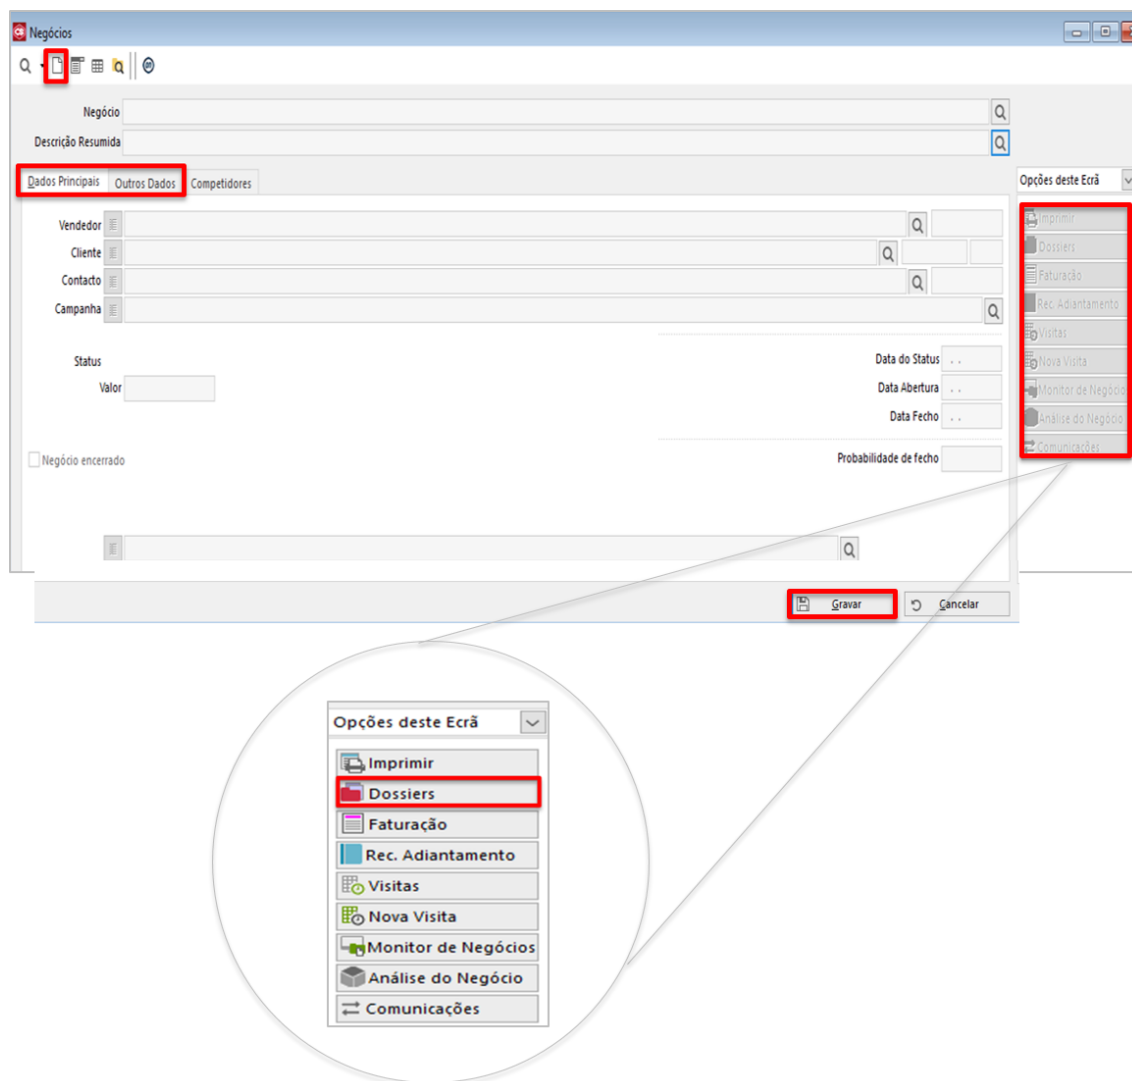 Negócios
Negócio
Descrição Resumida
Dados Principais Outros Dados Competidores
Opções deste Ecrã
Vendedor
Cliente
Contacto
Campanha
Status
Valor
Data do Status . .
Data Abertura . .
Data Fecho . .
Negócio encerrado
Probabilidade de fecho
Imprimir
Dossiers
Faturação
Rec. Adiantamento
Visitas
Nova Visita
Monitor de Negócio
Análise do Negócio
Comunicações
Gravar Cancelar
Opções deste Ecrã
Imprimir
Dossiers
Faturação
Rec. Adiantamento
Visitas
Nova Visita
Monitor de Negócios
Análise do Negócio
Comunicações